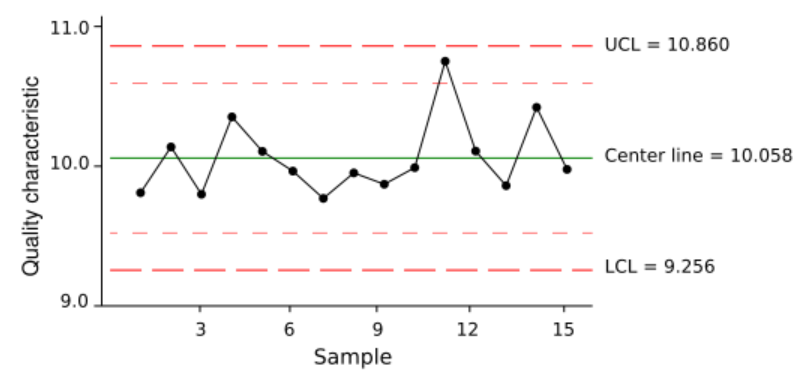 11.0
UCL = 10.860
Quality characteristic
10.0
Center line = 10.058
LCL = 9.256
9.0
3 6 9 12 15
Sample